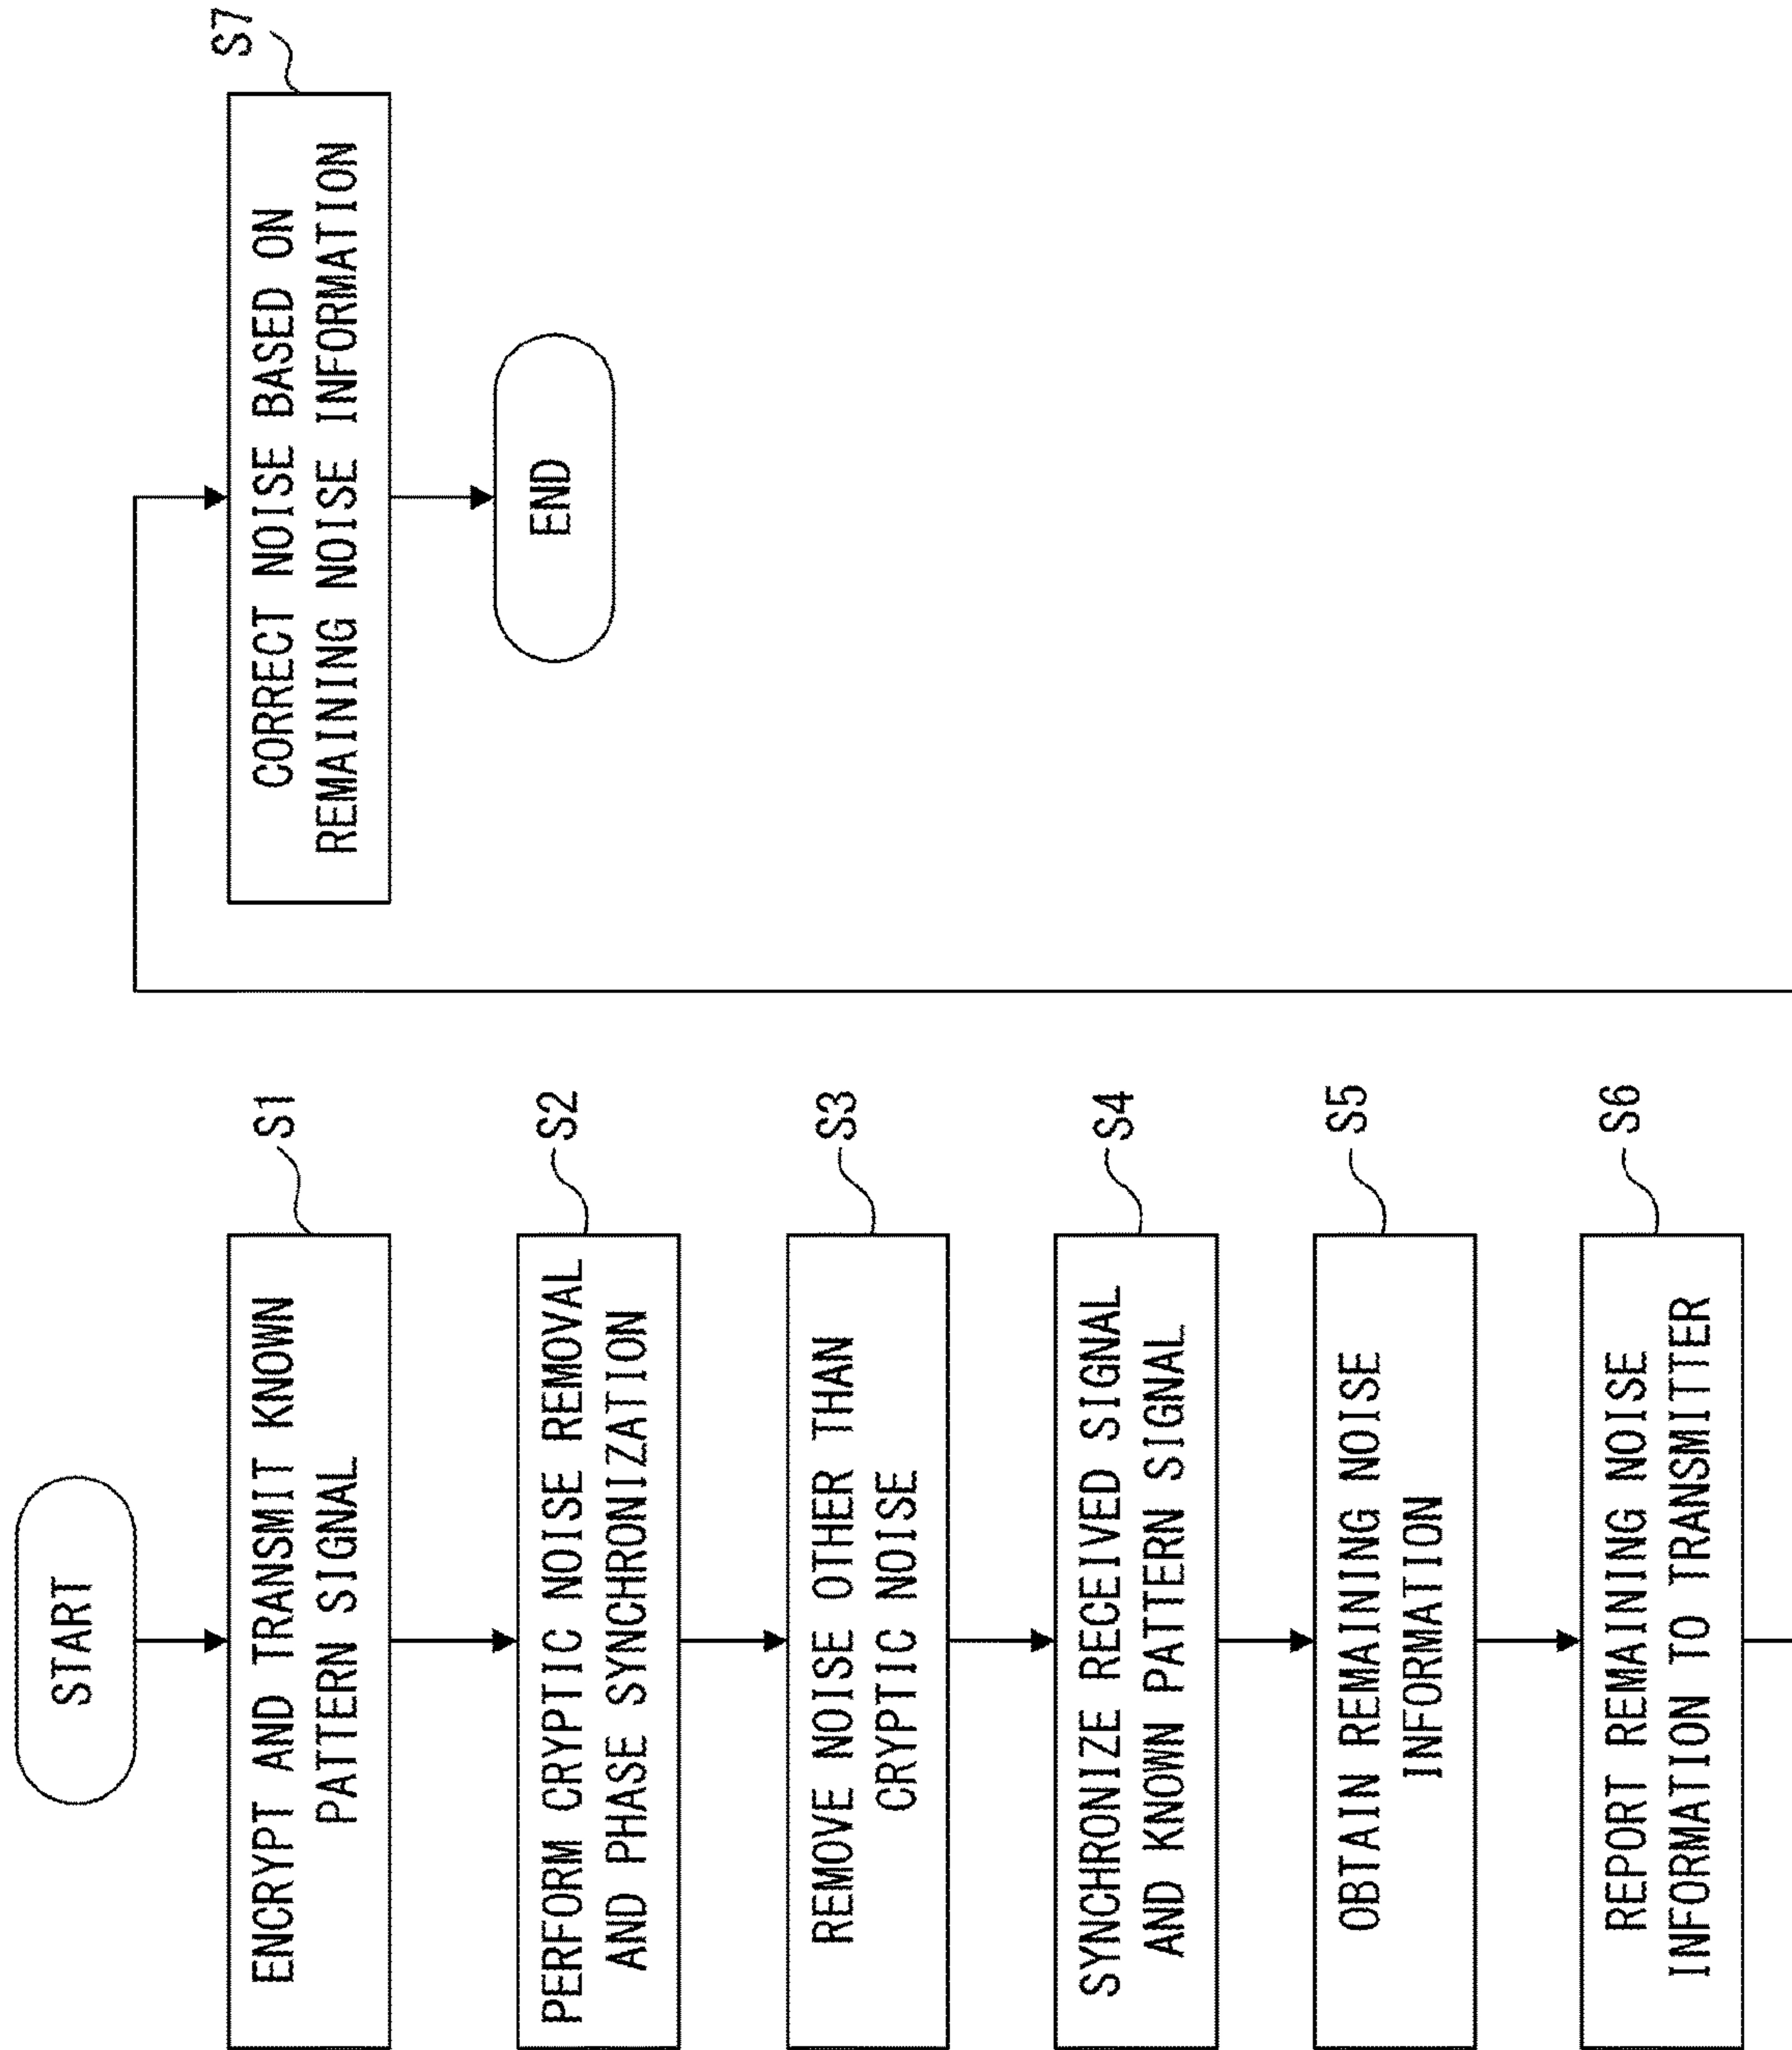 START
ENCRYPT AND TRANSMIT KNOWN
PATTERN SIGNAL
S1
PERFORM CRYPTIC NOISE REMOVAL
AND PHASE SYNCHRONIZATION
S2
REMOVE NOISE OTHER THAN
CRYPTIC NOISE
S3
SYNCHRONIZE RECEIVED SIGNAL
AND KNOWN PATTERN SIGNAL
S4
OBTAIN REMAINING NOISE
INFORMATION
S5
REPORT REMAINING NOISE
INFORMATION TO TRANSMITTER
S6
CORRECT NOISE BASED ON
REMAINING NOISE INFORMATION
S7
END